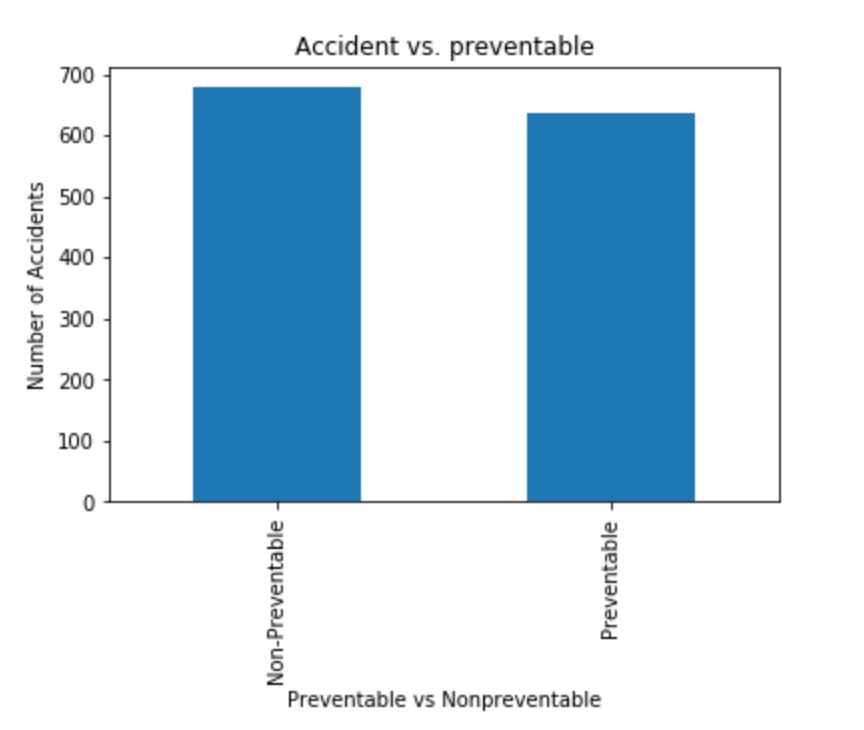 Accident vs. preventable
700
600
500
400
300
200
100
0
Number of Accidents
Non-Preventable
Preventable
Preventable vs Nonpreventable